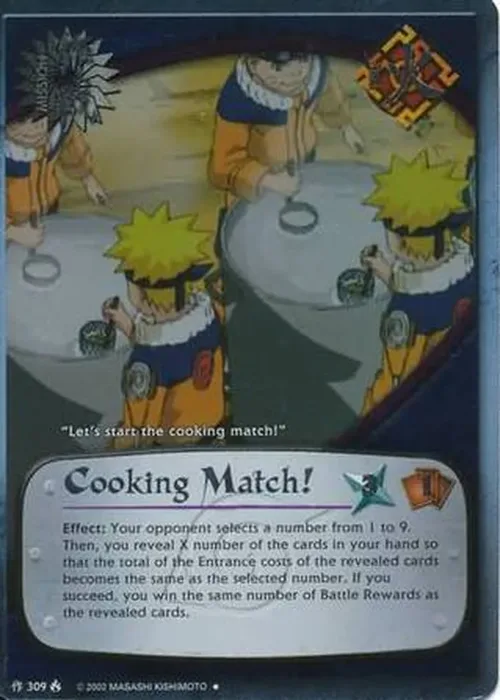 MISSION
火
"Let's start the cooking match!"
Cooking Match!
3
1
Effect: Your opponent selects a number from 1 to 9.
Then, you reveal X number of the cards in your hand so
that the total of the Entrance costs of the revealed cards
becomes the same as the selected number. If you
succeed, you win the same number of Battle Rewards as
the revealed cards.
309
© 2002 MASASHI KISHIMOTO